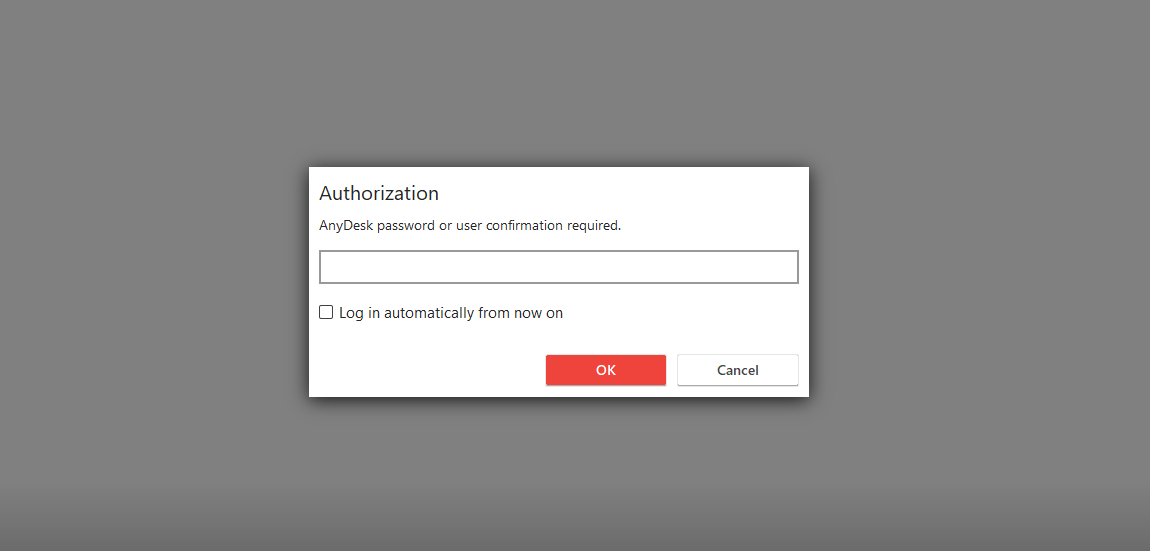 Authorization
AnyDesk password or user confirmation required.
Log in automatically from now on
OK Cancel